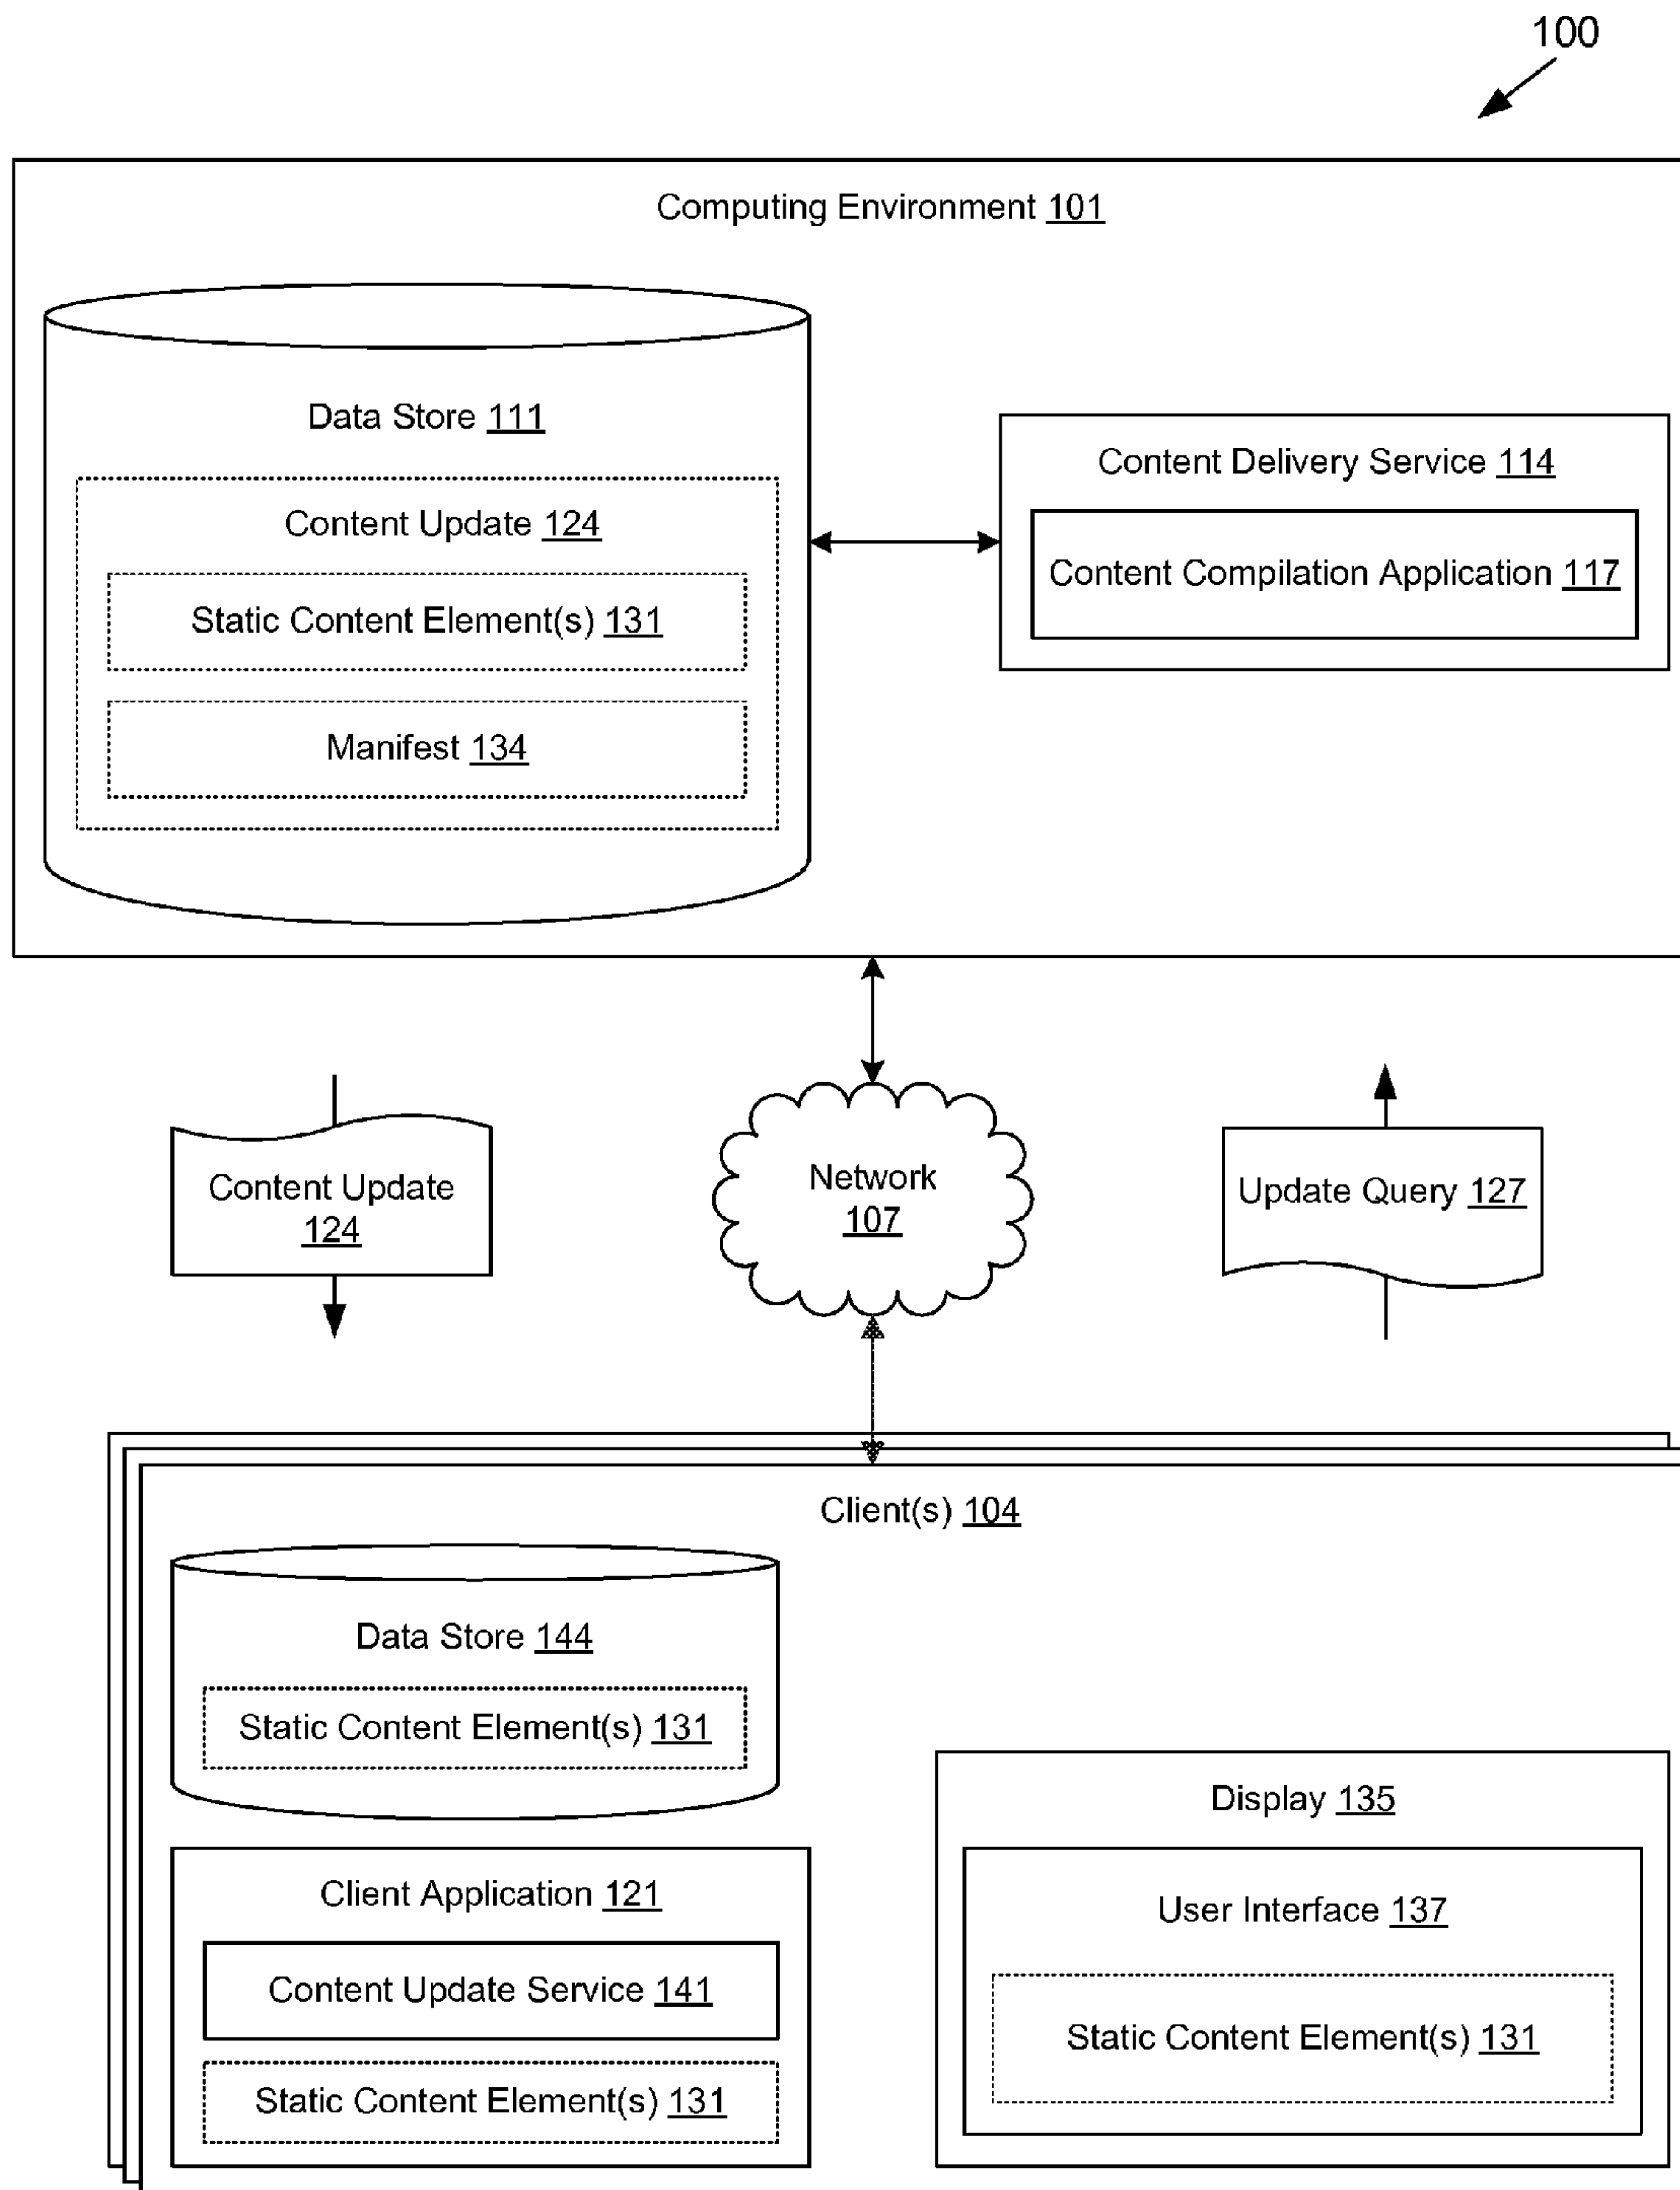 100
Computing Environment 101
Data Store 111
Content Update 124
Static Content Element(s) 131
Manifest 134
Content Delivery Service 114
Content Compilation Application 117
Content Update
124
Network
107
Update Query 127
Client(s) 104
Data Store 144
Static Content Element(s) 131
Client Application 121
Content Update Service 141
Static Content Element(s) 131
Display 135
User Interface 137
Static Content Element(s) 131